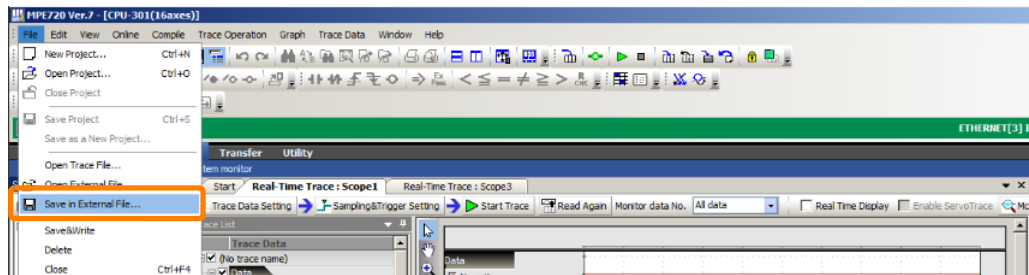 MPE720 Ver.7 - [CPU-301(16axes)]
File Edit View Online Compile Trace Operation Graph Trace Data Window Help
New Project... Ctrl+N
Open Project... Ctrl+O
Close Project
Save Project Ctrl+S
Save as a New Project...
ETHERNET[3]
Transfer Utility
Open Trace File...
tem monitor
Open External File
Start Real-Time Trace : Scope1 Real-Time Trace : Scope3
Save in External File...
Trace Data Setting Sampling&Trigger Setting Start Trace Read Again Monitor data No. All data Real Time Display Enable ServoTrace Mc
ace List
Save&Write
Trace Data
Delete
(No trace name)
Data
Close Ctrl+F4
Data